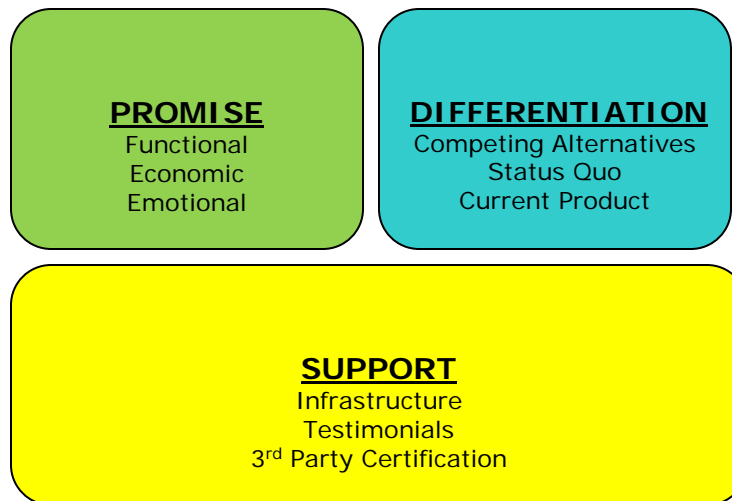 PROMISE
Functional
Economic
Emotional
DIFFERENTIATION
Competing Alternatives
Status Quo
Current Product
SUPPORT
Infrastructure
Testimonials
3rd Party Certification